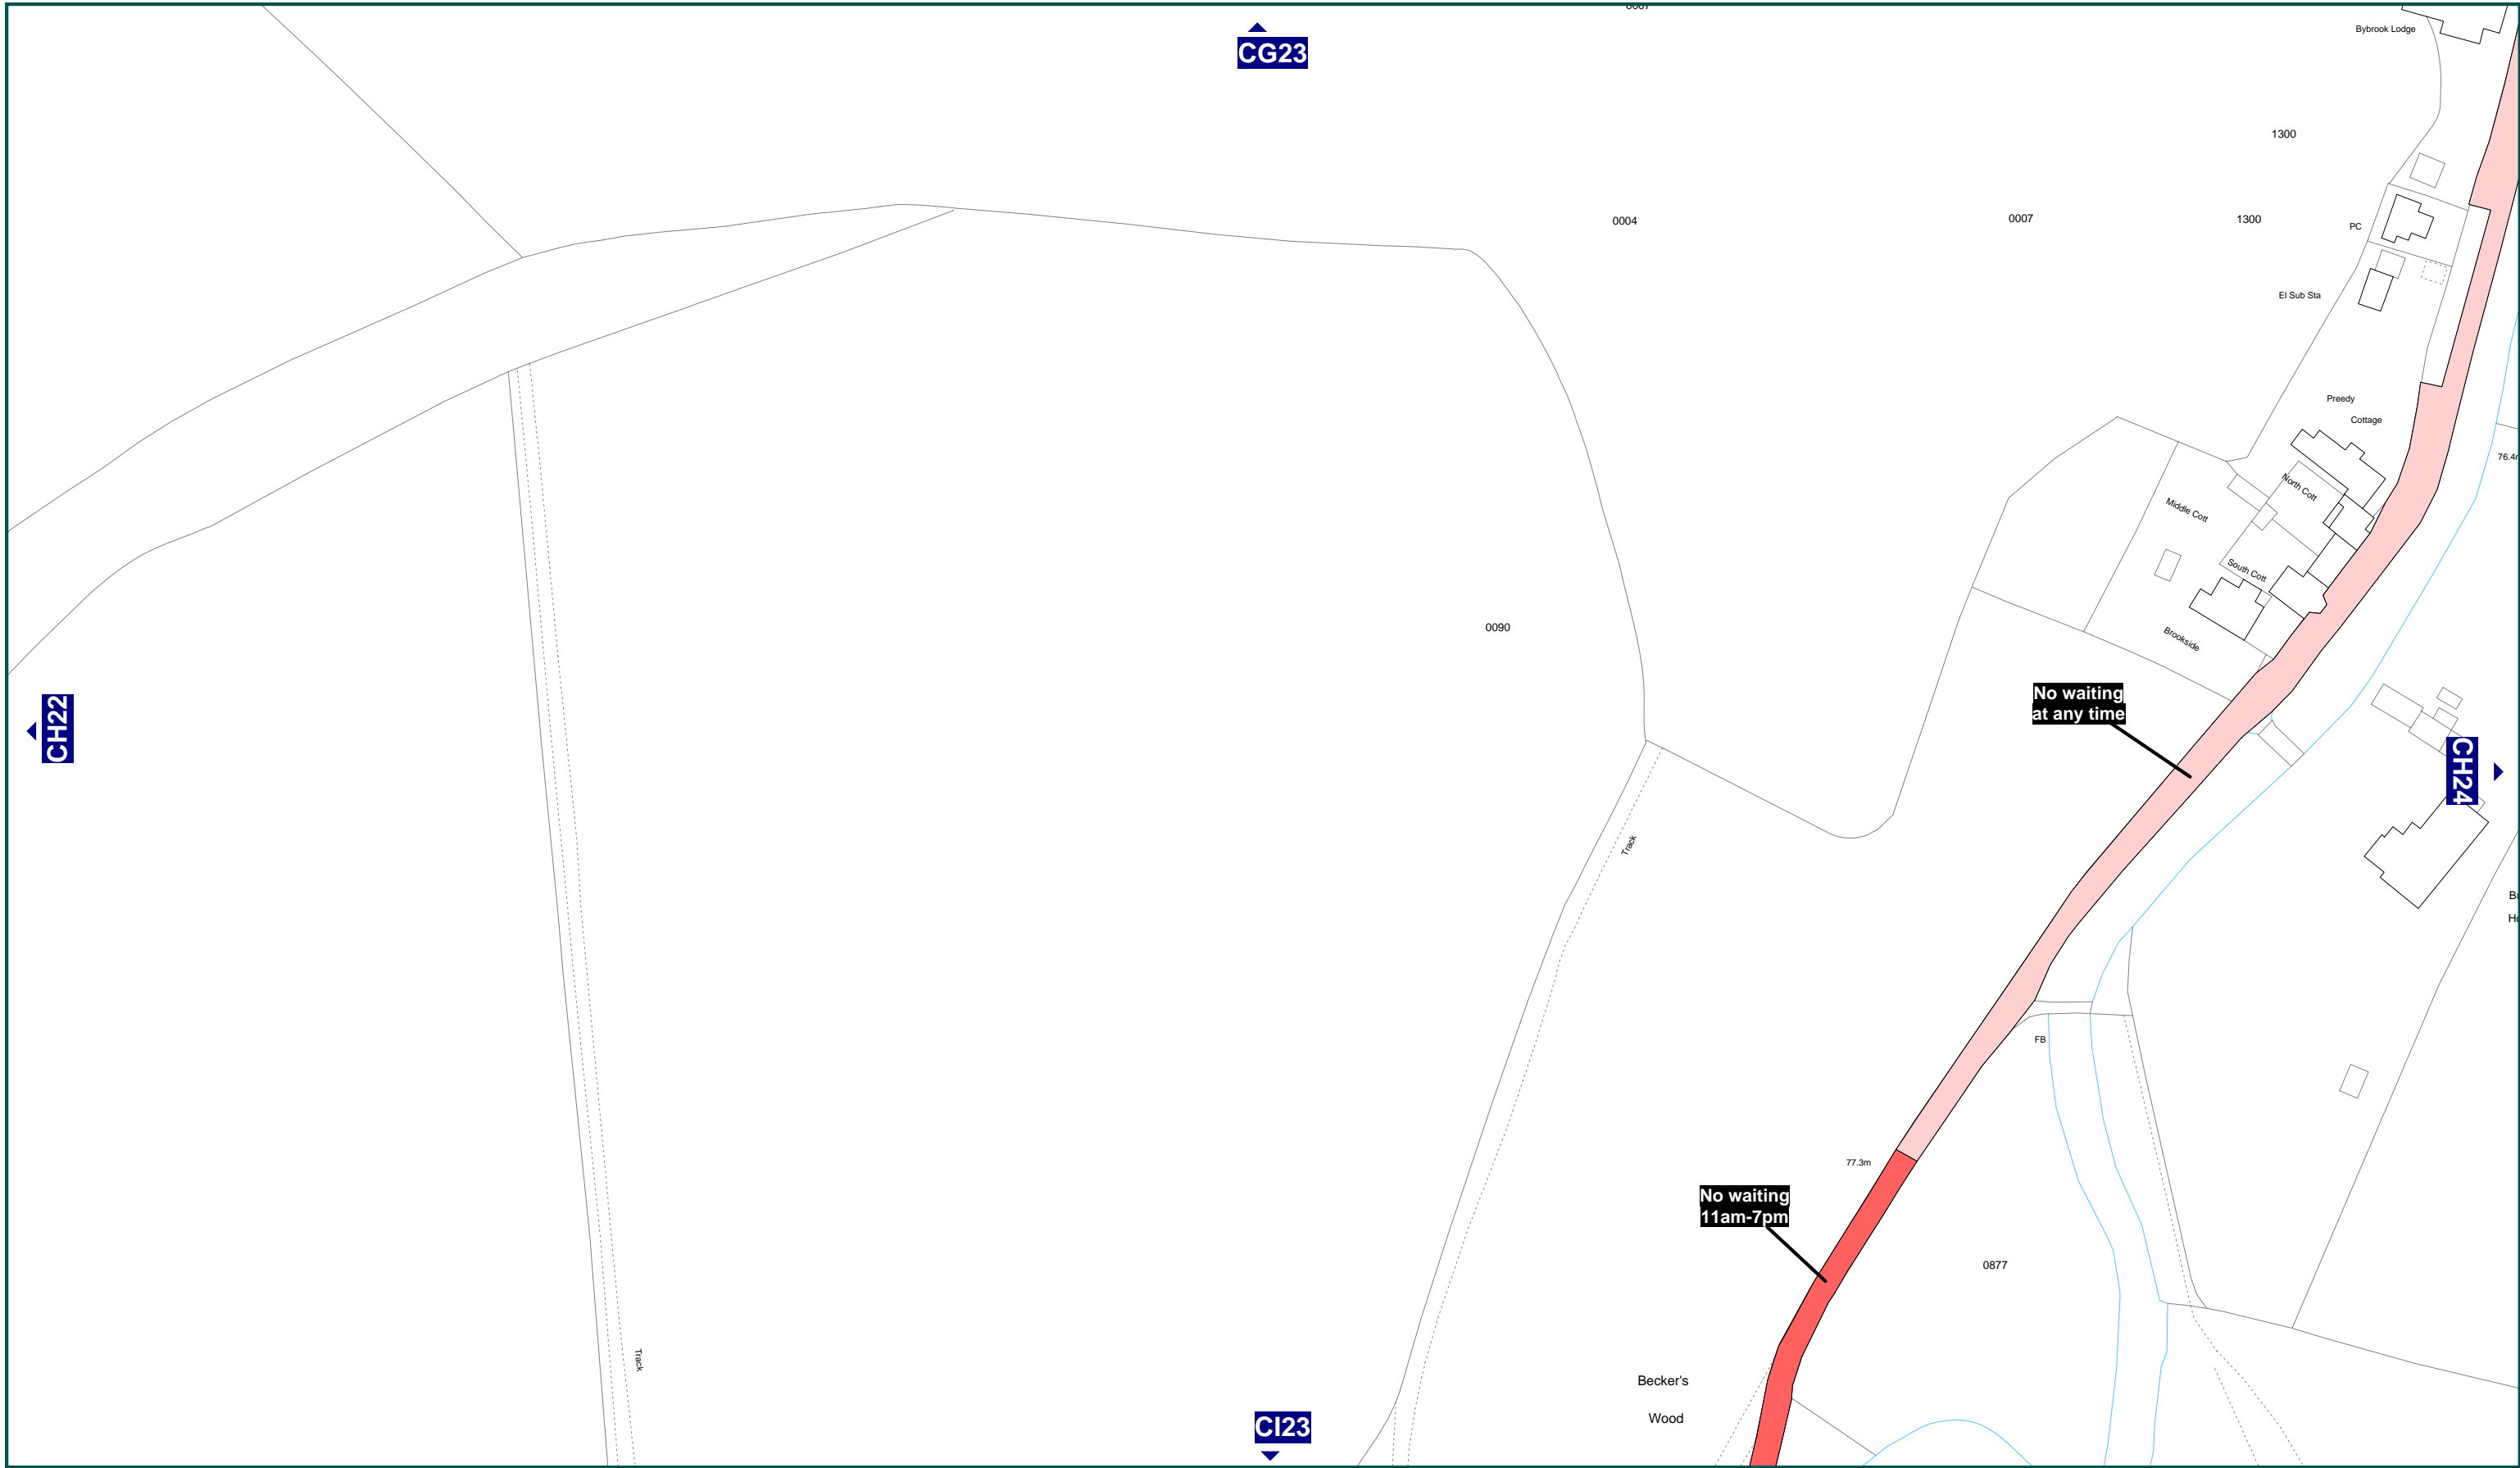 Bybrook Lodge
CG23
1300
0004
0007
1300
PC
El Sub Sta
Preedy
Cottage
North Cott
Middle Cott
South Cott
0090
Brookside
No waiting
at any time
CH22
CH24
Track
FB
77.3m
No waiting
11am-7pm
0877
Track
Becker's
Wood
CI23